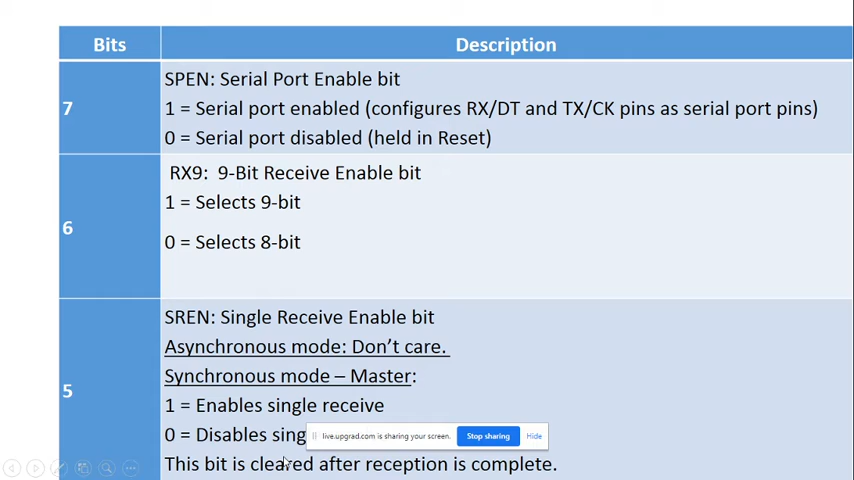 Bits
Description
7
SPEN: Serial Port Enable bit
1 = Serial port enabled (configures RX/DT and TX/CK pins as serial port pins)
0 = Serial port disabled (held in Reset)
6
RX9: 9-Bit Receive Enable bit
1 = Selects 9-bit
0 = Selects 8-bit
5
SREN: Single Receive Enable bit
Asynchronous mode: Don't care.
Synchronous mode – Master:
1 = Enables single receive
0 = Disables sing
live.upgrad.com is sharing your screen.
Stop sharing
Hide
This bit is cleared after reception is complete.